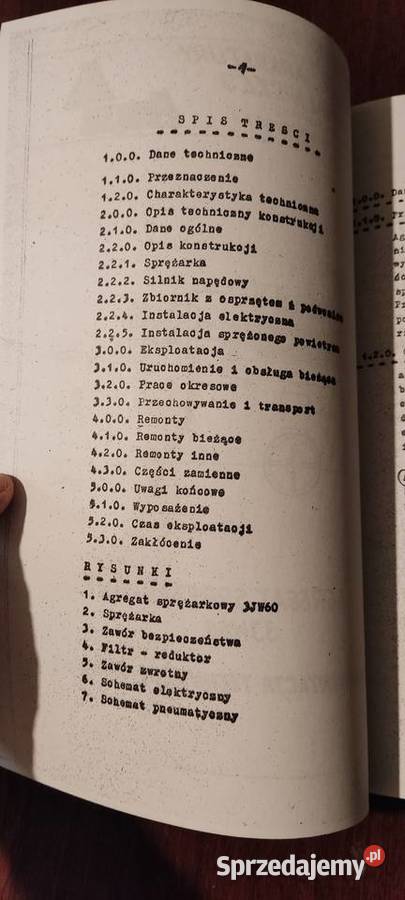 -1-
SPIS TREŚCI
1.0.0. Dane techniczne
1.1.0. Przeznaczenie
1.2.0. Charakterystyka techniczna
2.0.0. Opis techniczny konstrukcji
2.1.0. Dane ogólne
2.2.0. Opis konstrukcji
2.2.1. Sprężarka
2.2.2. Silnik napędowy
2.2.3. Zbiornik z osprzętem i podwoziem
2.2.4. Instalacja elektryczna
2.2.5. Instalacja sprężonego powietrza
3.0.0. Eksploatacja
3.1.0. Uruchomienie i obsługa bieżąca
3.2.0. Prace okresowe
3.3.0. Przechowywanie i transport
4.0.0. Remonty
4.1.0. Remonty bieżące
4.2.0. Remonty inne
4.3.0. Części zamienne
5.0.0. Uwagi końcowe
5.1.0. Wyposażenie
5.2.0. Czas eksploatacji
5.3.0. Zakłócenie
RYSUNKI
1. Agregat sprężarkowy 3JW60
2. Sprężarka
3. Zawór bezpieczeństwa
4. Filtr - reduktor
5. Zawór zwrotny
6. Schemat elektryczny
7. Schemat pneumatyczny
Sprzedajemy.pl